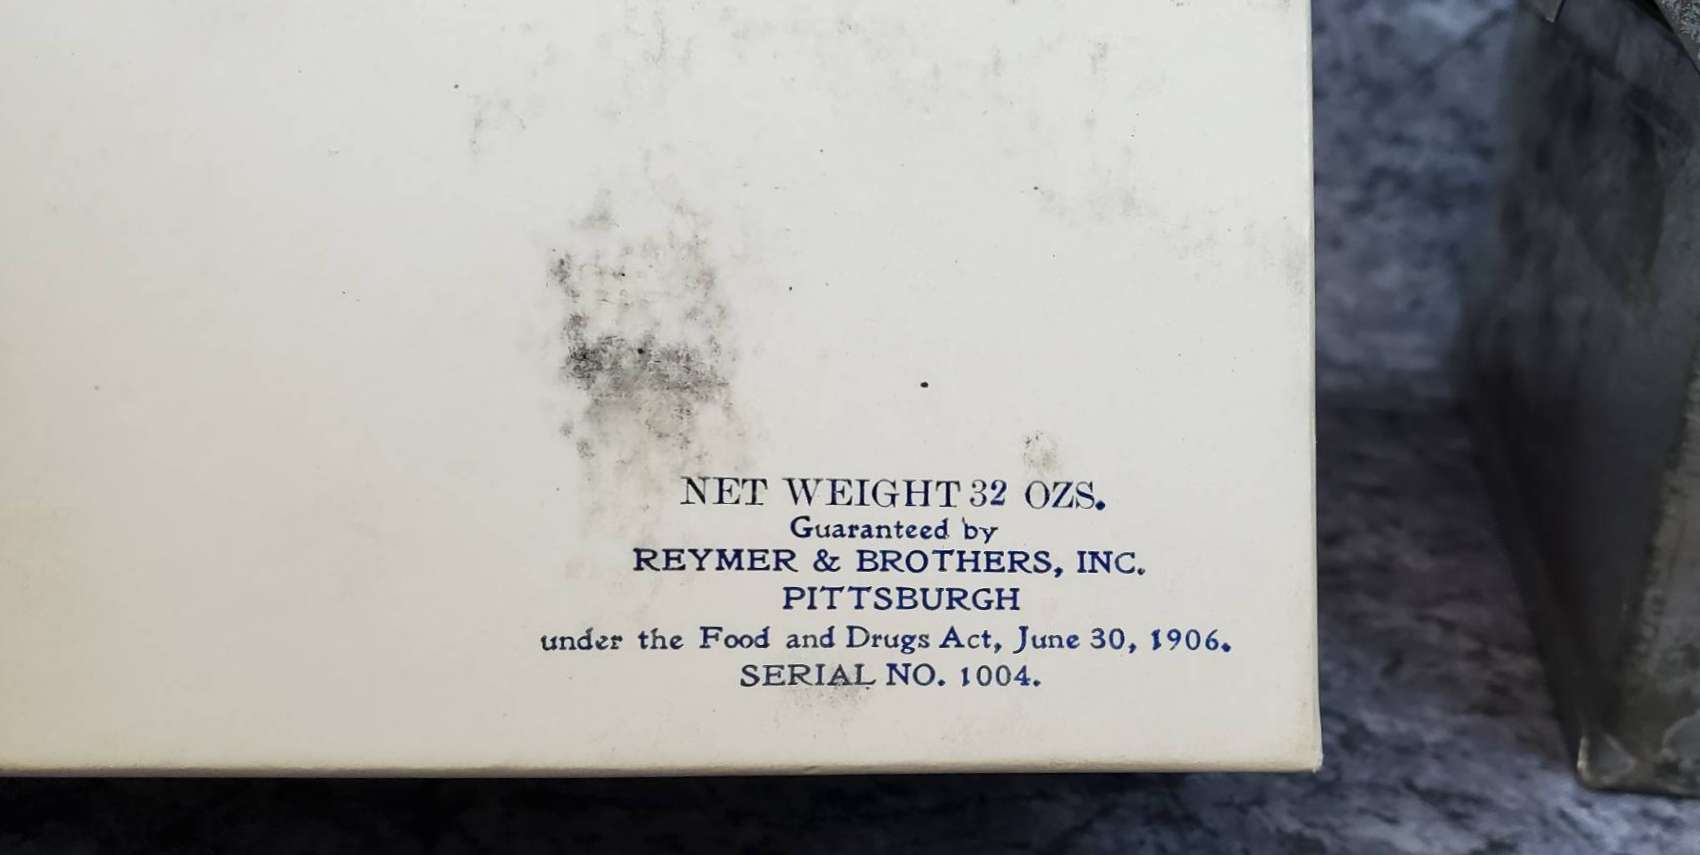 NET WEIGHT 32 OZS.
Guaranteed by
REYMER & BROTHERS, INC.
PITTSBURGH
under the Food and Drugs Act, June 30, 1906.
SERIAL NO. 1004.